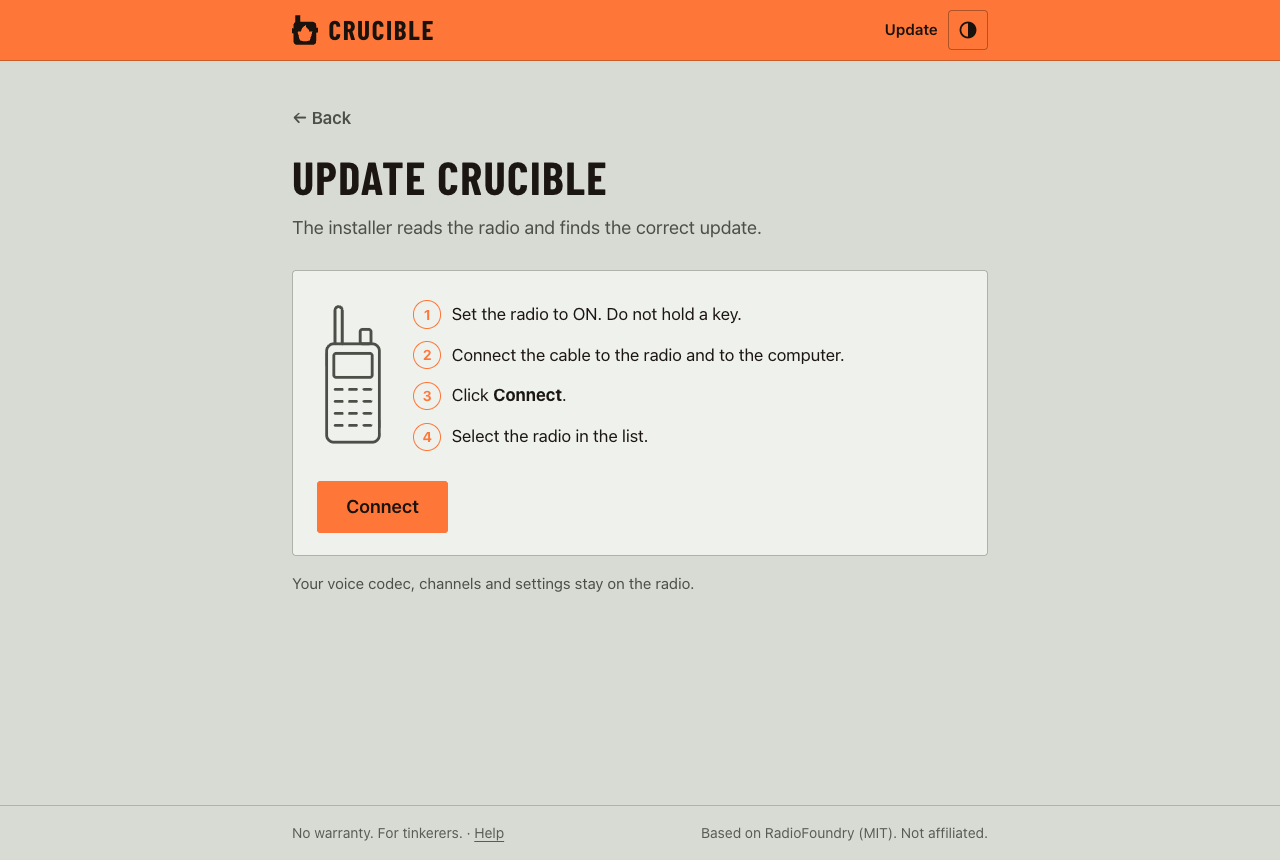 CRUCIBLE
Update
← Back
UPDATE CRUCIBLE
The installer reads the radio and finds the correct update.
1 Set the radio to ON. Do not hold a key.
2 Connect the cable to the radio and to the computer.
3 Click Connect.
4 Select the radio in the list.
Connect
Your voice codec, channels and settings stay on the radio.
No warranty. For tinkerers. · Help
Based on RadioFoundry (MIT). Not affiliated.